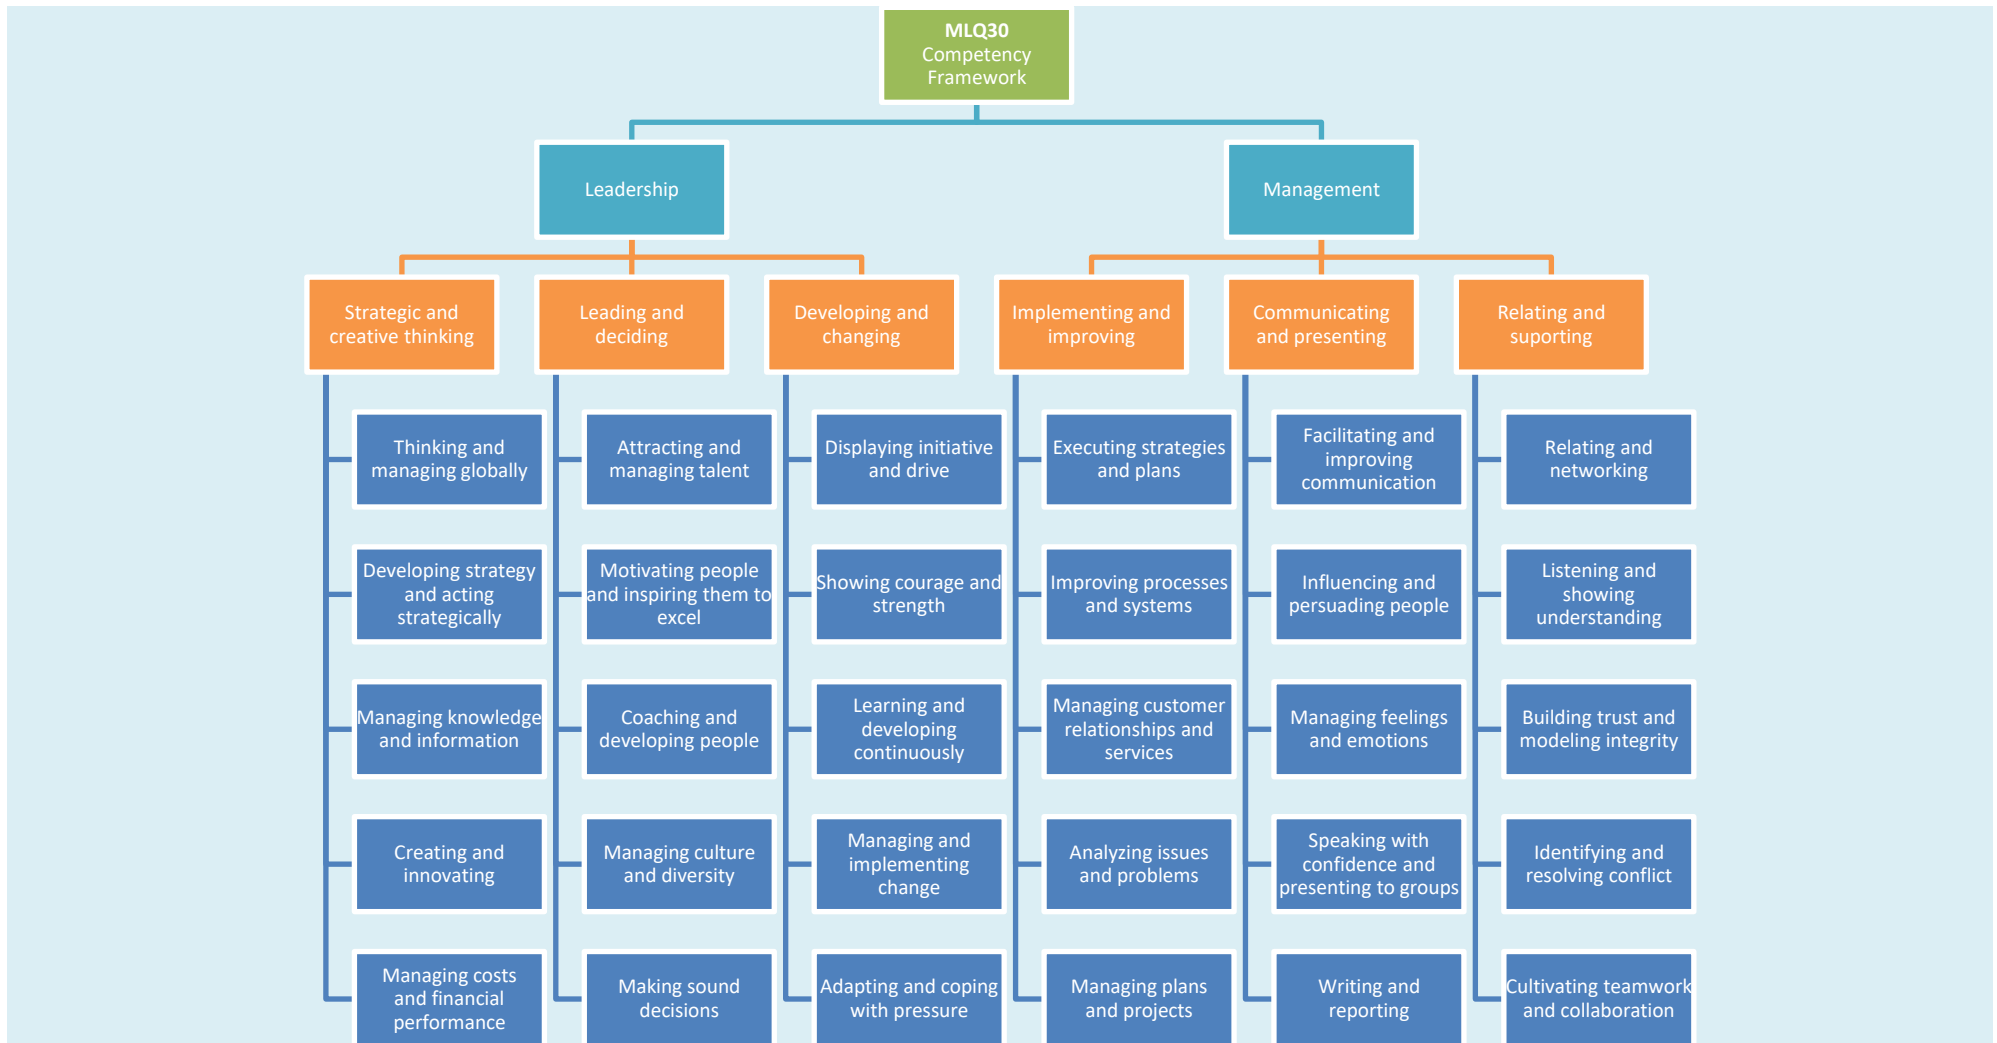 MLQ30
Competency
Framework
Leadership
Management
Strategic and
creative thinking
Leading and
deciding
Developing and
changing
Implementing and
improving
Communicating
and presenting
Relating and
suporting
Thinking and
managing globally
Attracting and
managing talent
Displaying initiative
and drive
Executing strategies
and plans
Facilitating and
improving
communication
Relating and
networking
Developing strategy
and acting
strategically
Motivating people
and inspiring them to
excel
Showing courage and
strength
Improving processes
and systems
Influencing and
persuading people
Listening and
showing
understanding
Managing knowledge
and information
Coaching and
developing people
Learning and
developing
continuously
Managing customer
relationships and
services
Managing feelings
and emotions
Building trust and
modeling integrity
Creating and
innovating
Managing culture
and diversity
Managing and
implementing
change
Analyzing issues
and problems
Speaking with
confidence and
presenting to groups
Identifying and
resolving conflict
Managing costs
and financial
performance
Making sound
decisions
Adapting and coping
with pressure
Managing plans
and projects
Writing and
reporting
Cultivating teamwork
and collaboration